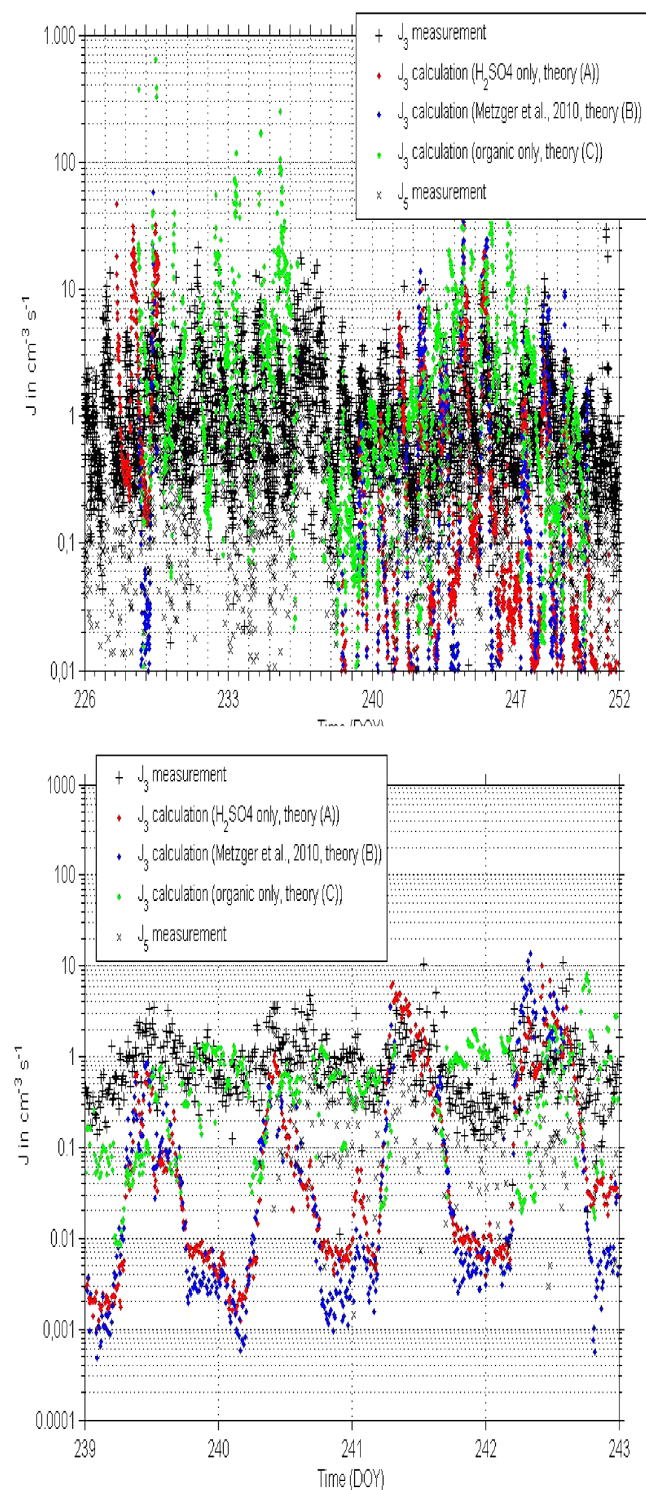 J3 measurement
J3 calculation (H2SO4 only, theory (A))
J3 calculation (Metzger et al., 2010, theory (B))
J3 calculation (organic only, theory (C))
J5 measurement
1.000
100
10
1
0,1
0,01
J in cm-3 s-1
226 233 240 247 252
Time (DOY)
J3 measurement
J3 calculation (H2SO4 only, theory (A))
J3 calculation (Metzger et al., 2010, theory (B))
J3 calculation (organic only, theory (C))
J5 measurement
1000
100
10
1
0.1
0.01
0,001
0.0001
J in cm-3 s-1
239 240 241 242 243
Time (DOY)